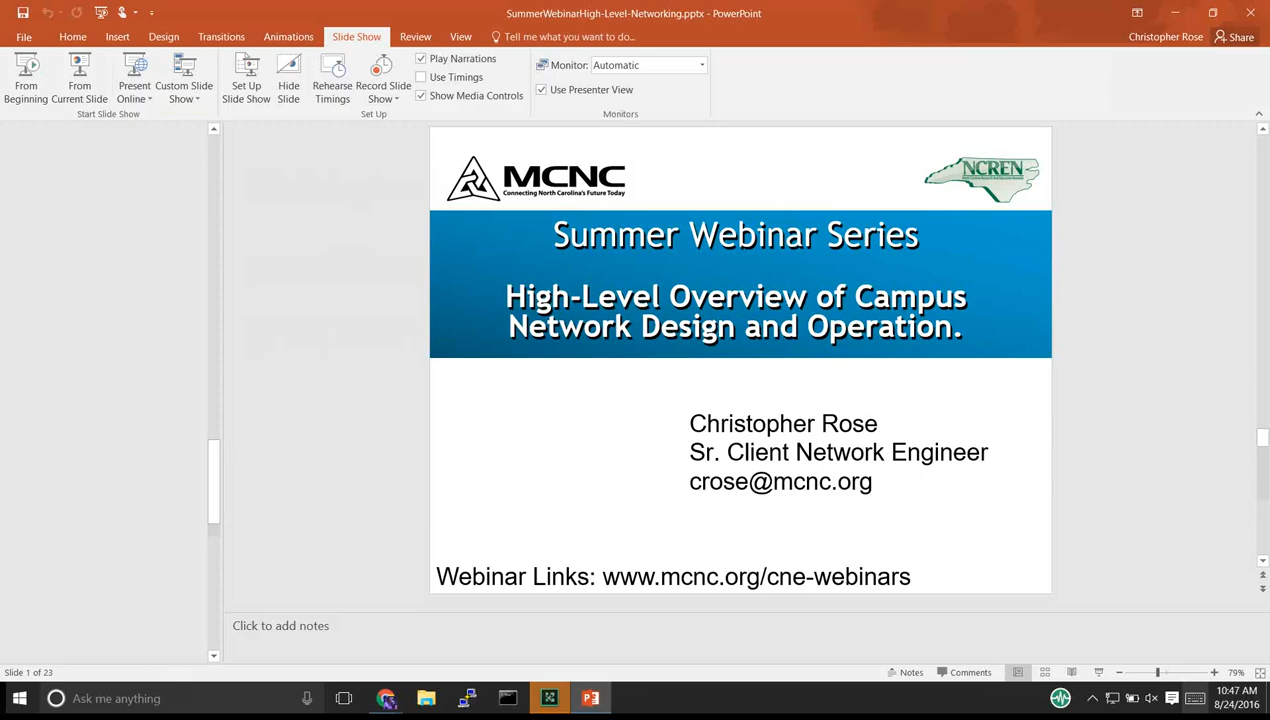 SummerWebinarHigh-Level-Networking.pptx - PowerPoint
File Home Insert Design Transitions Animations Slide Show Review View Tell me what you want to do... Christopher Rose Share
From Beginning
From Current Slide
Present Online
Custom Slide Show
Start Slide Show
Set Up Slide Show
Hide Slide
Rehearse Timings
Record Slide Show
Play Narrations
Use Timings
Show Media Controls
Set Up
Monitor: Automatic
Use Presenter View
Monitors
MCNC
Connecting North Carolina's Future Today
NCREN
Summer Webinar Series
High-Level Overview of Campus
Network Design and Operation.
Christopher Rose
Sr. Client Network Engineer
crose@mcnc.org
Webinar Links: www.mcnc.org/cne-webinars
Click to add notes
Slide 1 of 23 Notes Comments 79%
Ask me anything 10:47 AM
8/24/2016